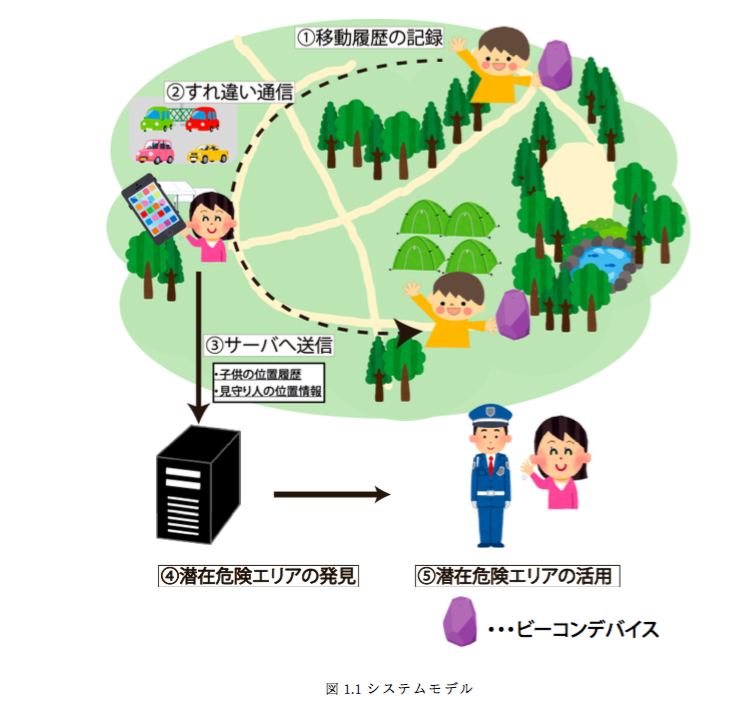 ①移動履歴の記録
②すれ違い通信
③サーバへ送信
・子供の位置履歴
・見守り人の位置情報
④潜在危険エリアの発見
⑤潜在危険エリアの活用
・・・ビーコンデバイス
図 1.1 システムモデル